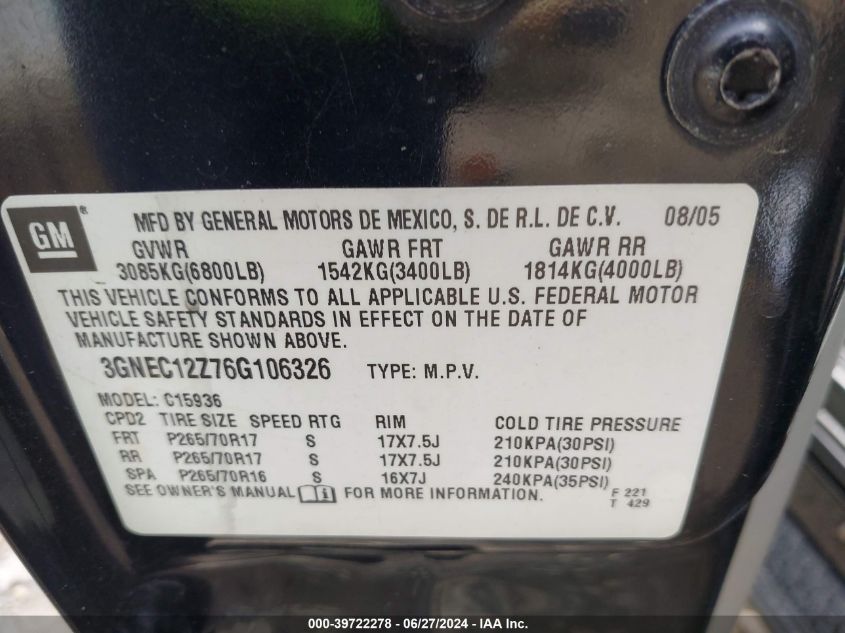 GM ® MFD BY GENERAL MOTORS DE MEXICO, S. DE R.L. DE C.V. 08/05
GVWR GAWR FRT GAWR RR
3085KG(6800LB) 1542KG(3400LB) 1814KG(4000LB)
THIS VEHICLE CONFORMS TO ALL APPLICABLE U.S. FEDERAL MOTOR
VEHICLE SAFETY STANDARDS IN EFFECT ON THE DATE OF
MANUFACTURE SHOWN ABOVE.
3GNEC12Z76G106326 TYPE: M.P.V.
MODEL: C15936
CPD2 TIRE SIZE SPEED RTG RIM COLD TIRE PRESSURE
FRT P265/70R17 S 17X7.5J 210KPA(30PSI)
RR P265/70R17 S 17X7.5J 210KPA(30PSI)
SPA P265/70R16 S 16X7J 240KPA(35PSI)
SEE OWNER'S MANUAL FOR MORE INFORMATION. F 221
T 429
000-39722278 - 06/27/2024 - IAA Inc.